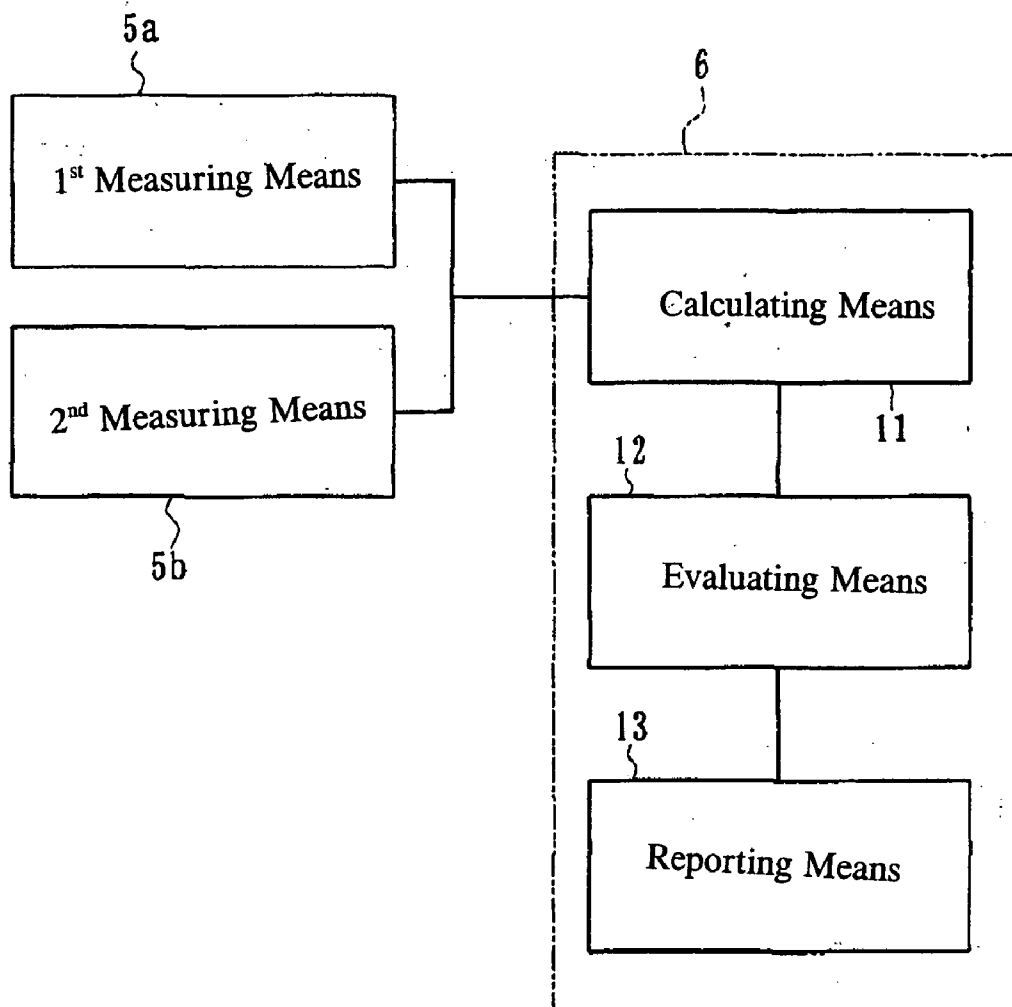 5a
6
1st Measuring Means
Calculating Means
11
2nd Measuring Means
5b
12
Evaluating Means
13
Reporting Means